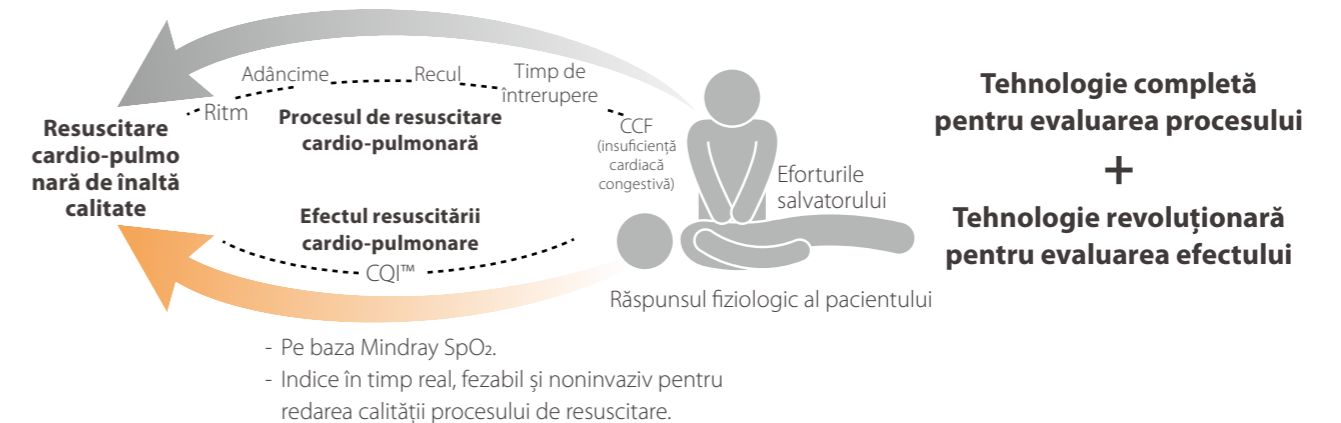 Adâncime
Recul
Timp de
întrerupere
Ritm
CCF
(insuficiență
cardiacă
congestivă)
Procesul de resuscitare
cardio-pulmonară
Resuscitare
cardio-pulmo
nară de înaltă
calitate
Efectul resuscitării
cardio-pulmonare
CQI™
Eforturile
salvatorului
Răspunsul fiziologic al pacientului
- Pe baza Mindray SpO₂.
- Indice în timp real, fezabil și noninvaziv pentru
redarea calității procesului de resuscitare.
Tehnologie completă
pentru evaluarea procesului
+
Tehnologie revoluționară
pentru evaluarea efectului